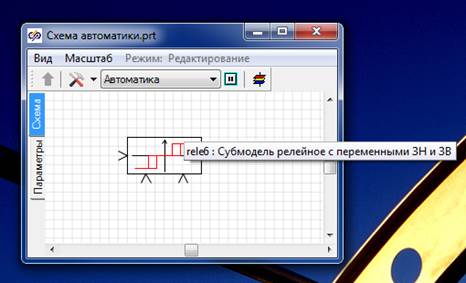 Схема автоматики.prt
Вид Масштаб Режим: Редактирование
Автоматика
Схема
Параметры
rele6 : Субмодель релейное с переменными ЗН и ЗВ